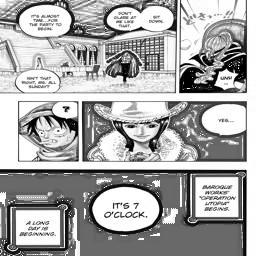 IT'S ALMOST
TIME...FOR
THE PARTY
TO BEGIN.
DON'T
GLARE AT
ME LIKE
THAT.
SIT
DOWN.
ISN'T THAT
RIGHT,
MS. ALL
SUNDAY?
UNH
...
?
YES...
IT'S 7
O'CLOCK.
BAROQUE
WORKS'
"OPERATION
UTOPIA"
BEGINS.
A LONG
DAY IS
BEGINNING.